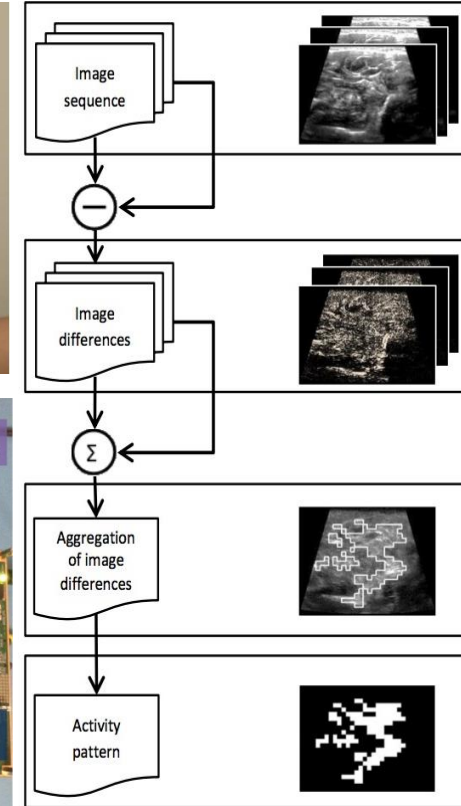 Image
sequence
—
Image
differences
Σ
Aggregation
of image
differences
Activity
pattern